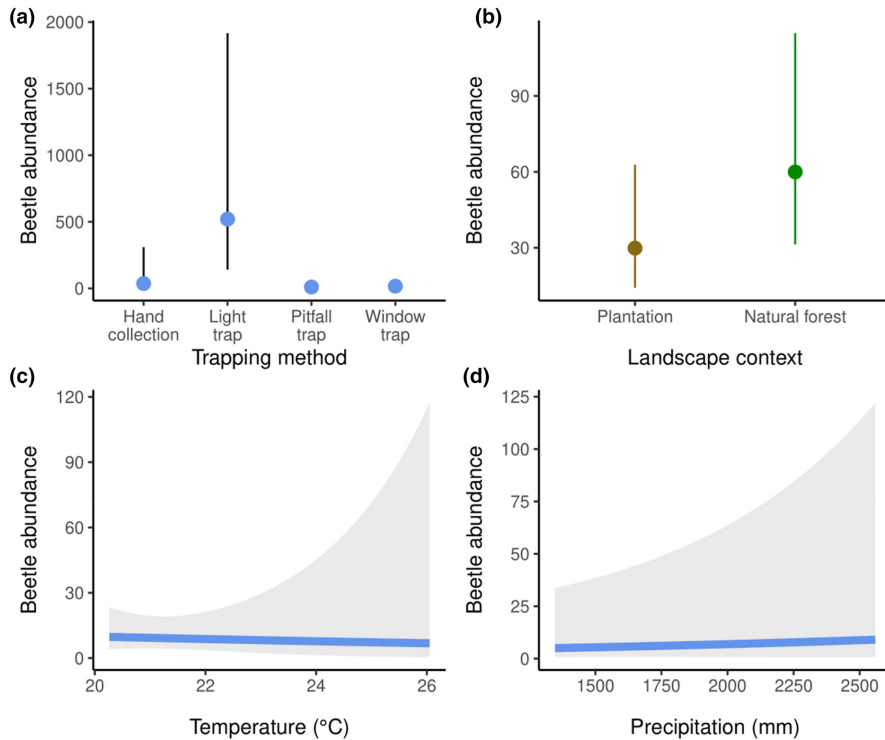 (a)
Beetle abundance
2000
1500
1000
500
0
Hand
collection
Light
trap
Pitfall
trap
Window
trap
Trapping method
(b)
Beetle abundance
90
60
30
Plantation
Natural forest
Landscape context
(c)
Beetle abundance
120
90
60
30
0
20
22
24
26
Temperature (°C)
(d)
Beetle abundance
125
100
75
50
25
0
1500
1750
2000
2250
2500
Precipitation (mm)